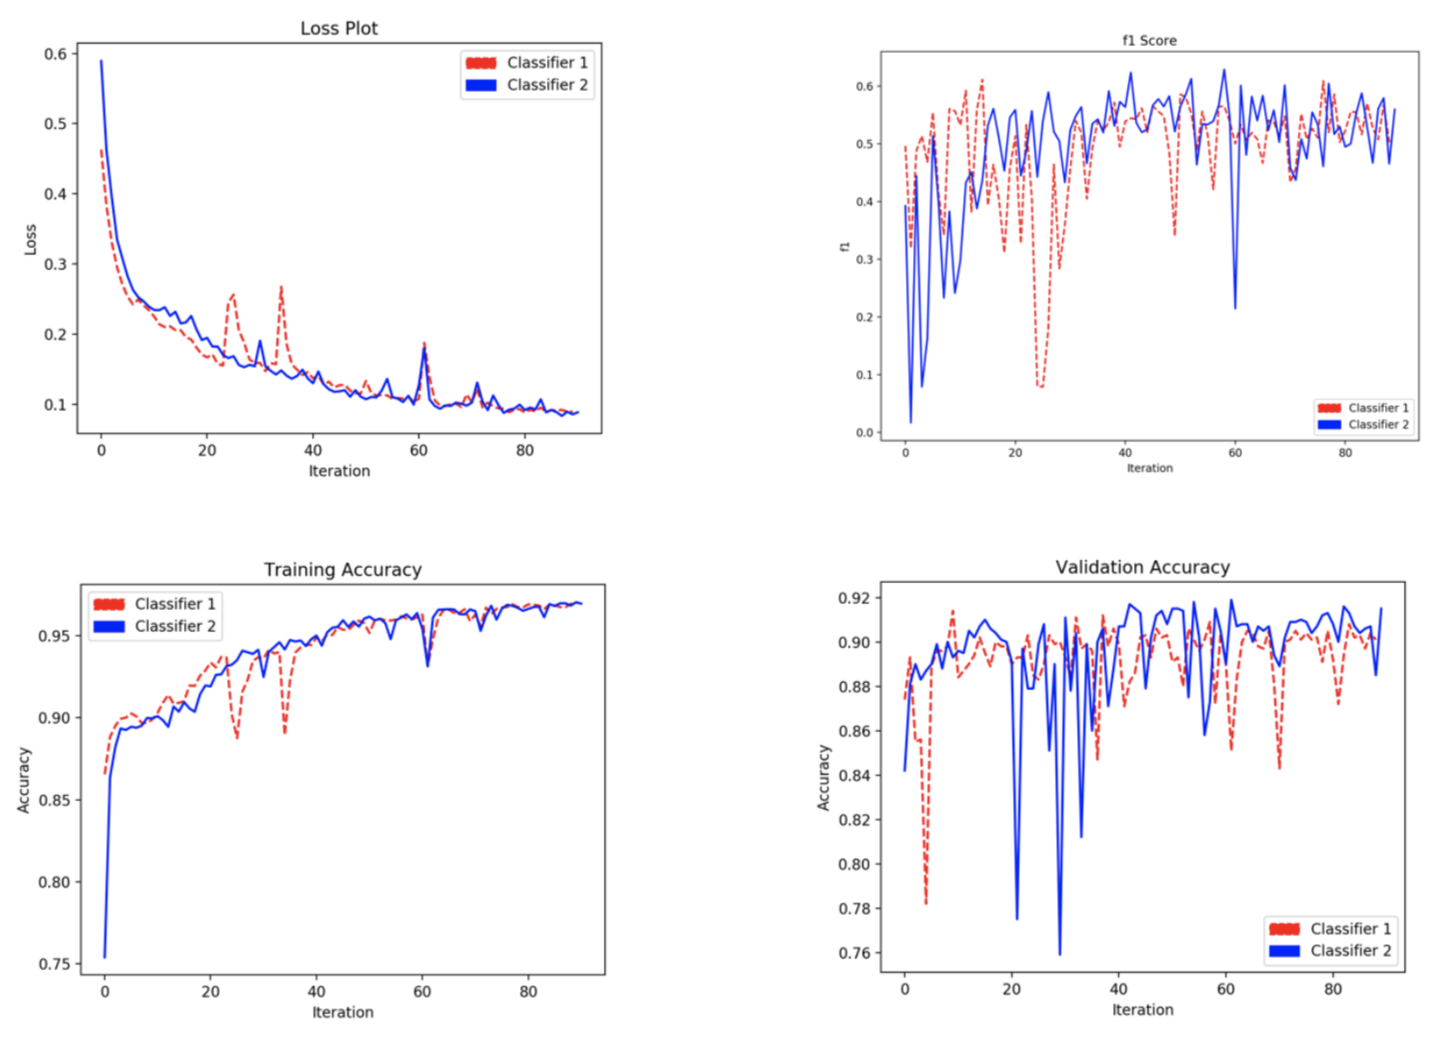 Loss Plot
0.6
0.5
0.4
0.3
0.2
0.1
Loss
Classifier 1
Classifier 2
0 20 40 60 80
Iteration
f1 Score
0.6
0.5
0.4
0.3
0.2
0.1
0.0
f1
Classifier 1
Classifier 2
0 20 40 60 80
Iteration
Training Accuracy
Classifier 1
Classifier 2
0.95
0.90
0.85
0.80
0.75
Accuracy
0 20 40 60 80
Iteration
Validation Accuracy
0.92
0.90
0.88
0.86
0.84
0.82
0.80
0.78
0.76
Accuracy
Classifier 1
Classifier 2
0 20 40 60 80
Iteration